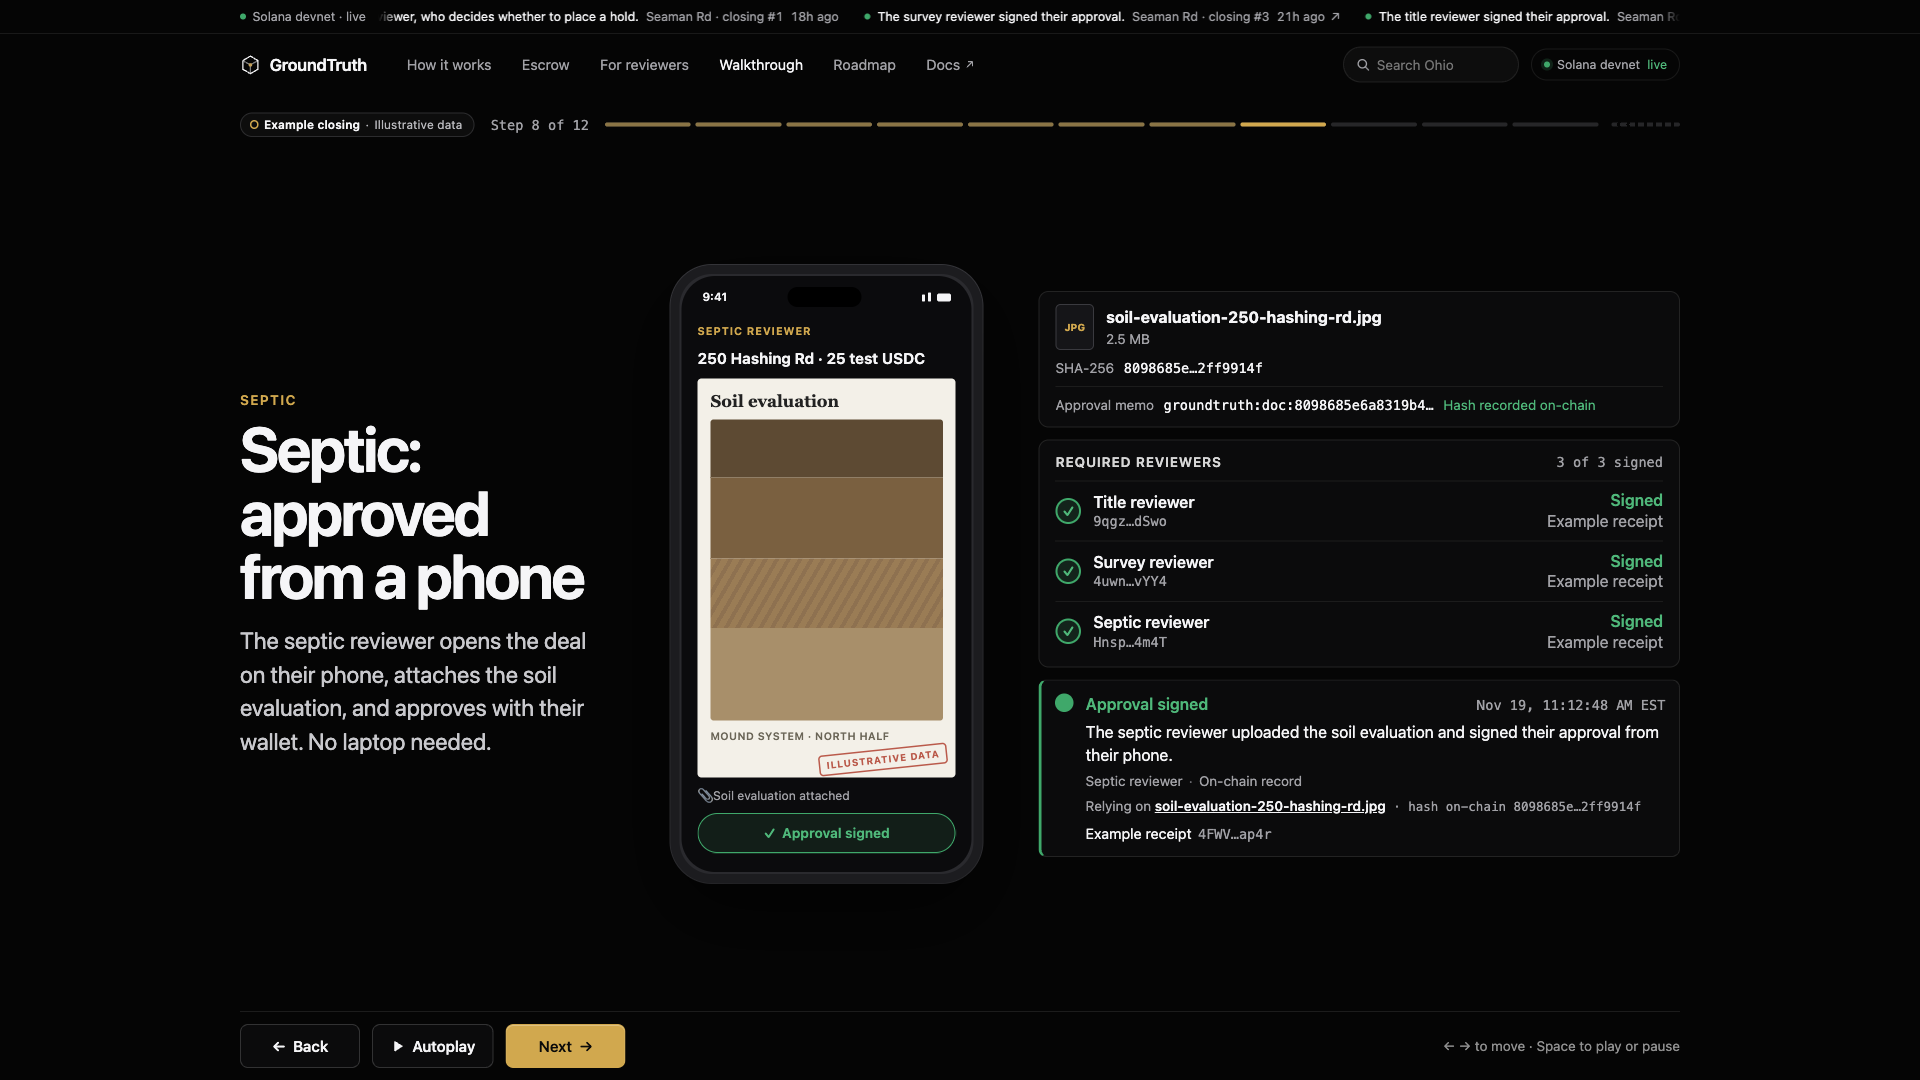 Solana devnet · live
iewer, who decides whether to place a hold. Seaman Rd · closing #1 18h ago
The survey reviewer signed their approval. Seaman Rd · closing #3 21h ago ↗
The title reviewer signed their approval. Seaman
GroundTruth
How it works
Escrow
For reviewers
Walkthrough
Roadmap
Docs ↗
Search Ohio
Solana devnet live
Example closing · Illustrative data
Step 8 of 12
SEPTIC
Septic:
approved
from a phone
The septic reviewer opens the deal
on their phone, attaches the soil
evaluation, and approves with their
wallet. No laptop needed.
9:41
SEPTIC REVIEWER
250 Hashing Rd · 25 test USDC
Soil evaluation
MOUND SYSTEM · NORTH HALF
ILLUSTRATIVE DATA
Soil evaluation attached
✓ Approval signed
JPG
soil-evaluation-250-hashing-rd.jpg
2.5 MB
SHA-256 8098685e…2ff9914f
Approval memo groundtruth:doc:8098685e6a8319b4… Hash recorded on-chain
REQUIRED REVIEWERS
3 of 3 signed
Title reviewer
9qgz…dSwo
Signed
Example receipt
Survey reviewer
4uwn…vYY4
Signed
Example receipt
Septic reviewer
Hnsp…4m4T
Signed
Example receipt
Approval signed
Nov 19, 11:12:48 AM EST
The septic reviewer uploaded the soil evaluation and signed their approval from
their phone.
Septic reviewer · On-chain record
Relying on soil-evaluation-250-hashing-rd.jpg · hash on-chain 8098685e…2ff9914f
Example receipt 4FWV…ap4r
← Back
Autoplay
Next →
← → to move · Space to play or pause